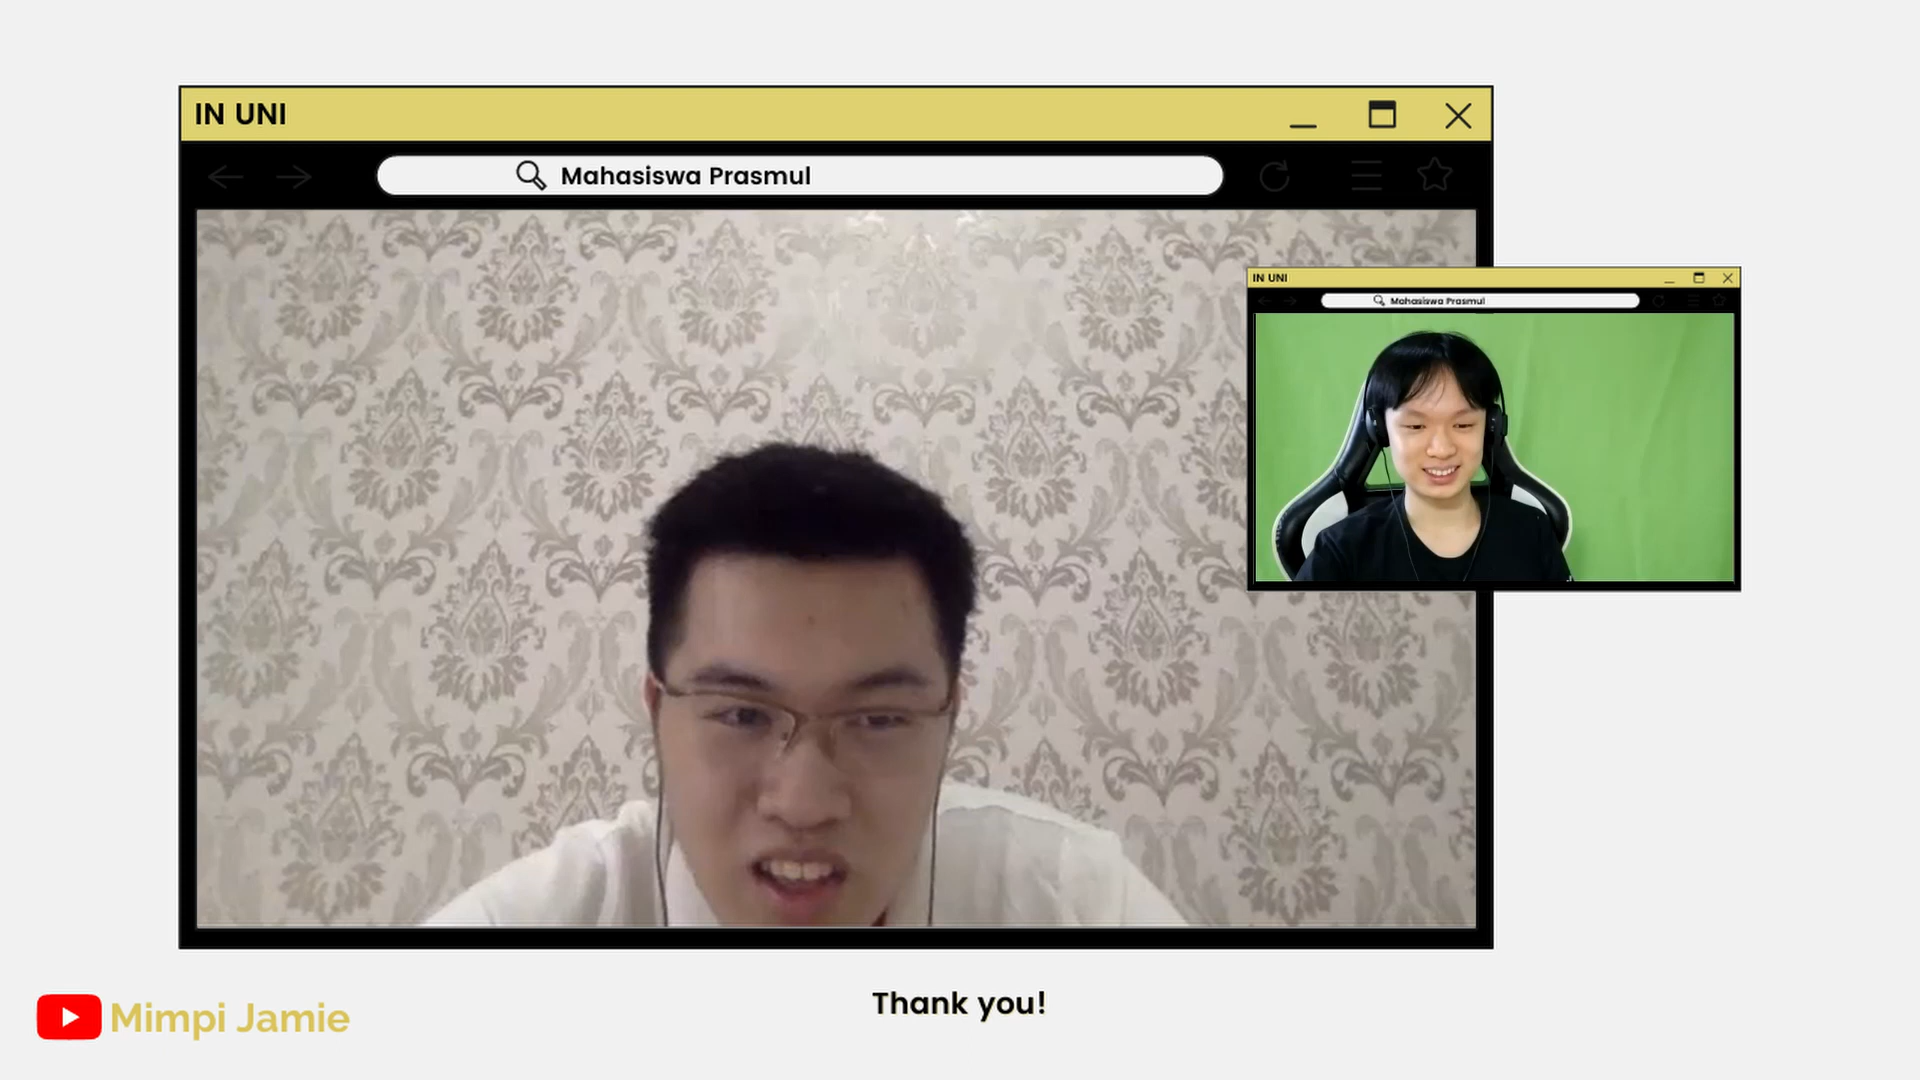 IN UNI
Mahasiswa Prasmul
IN UNI
Mahasiswa Prasmul
Thank you!
Mimpi Jamie